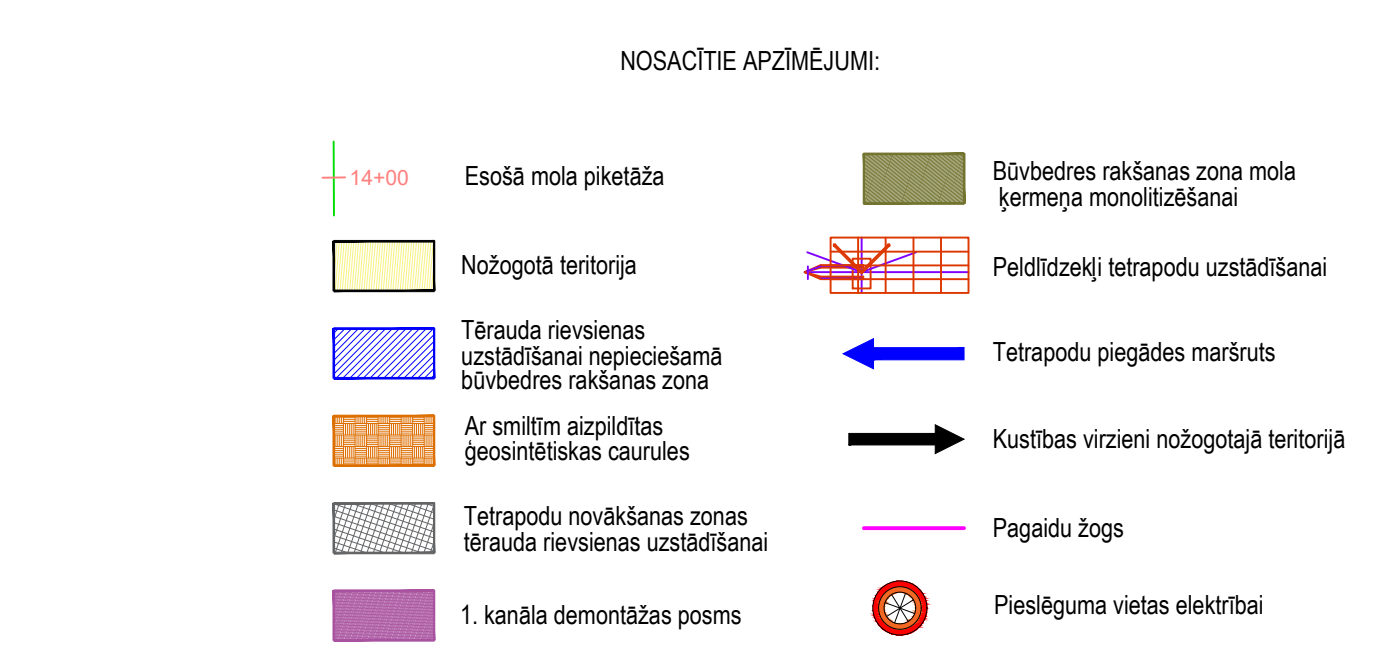 NOSACĪTIE APZĪMĒJUMI:
14+00
Esošā mola piketāža
Nožogotā teritorija
Tērauda rievsienas
uzstādīšanai nepieciešamā
būvbedres rakšanas zona
Ar smiltīm aizpildītas
ģeosintētiskas caurules
Tetrapodu novākšanas zonas
tērauda rievsienas uzstādīšanai
1. kanāla demontāžas posms
Būvbedres rakšanas zona mola
ķermeņa monolitizēšanai
Peldlīdzekļi tetrapodu uzstādīšanai
Tetrapodu piegādes maršruts
Kustības virzieni nožogotajā teritorijā
Pagaidu žogs
Pieslēguma vietas elektrībai